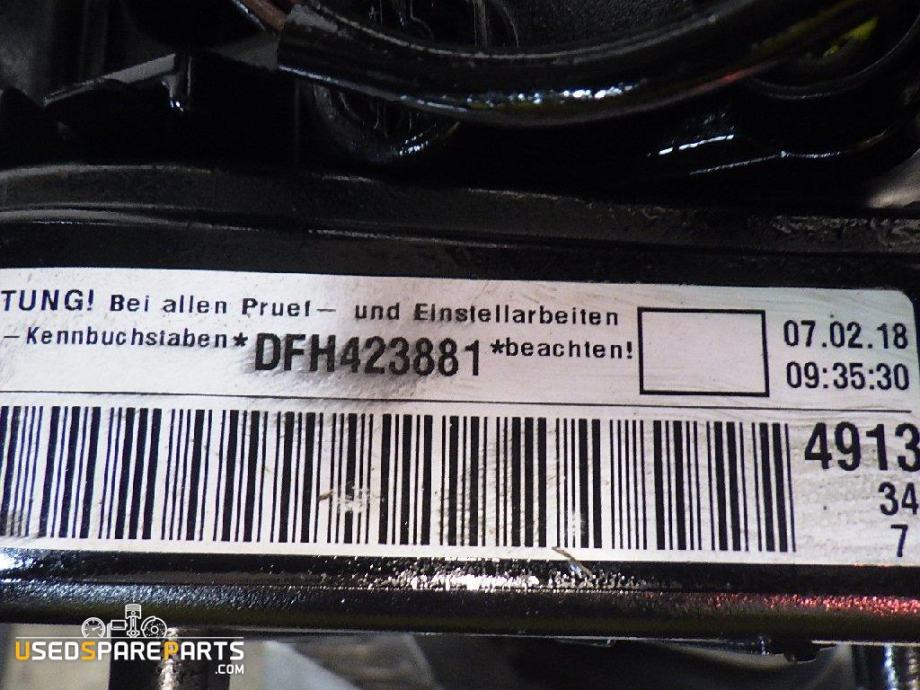 TUNG! Bei allen Pruef- und Einstellarbeiten
-Kennbuchstaben*DFH423881*beachten!
07.02.18
09:35:30
4913
34
7
USEDSPAREPARTS
.COM